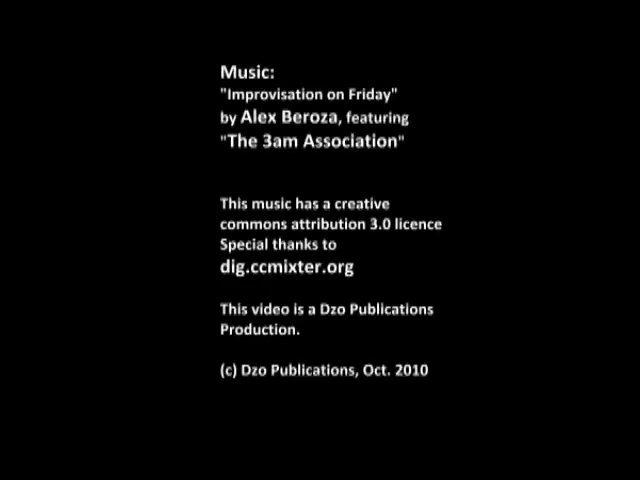 Music:
"Improvisation on Friday"
by Alex Beroza, featuring
"The 3am Association"
This music has a creative
commons attribution 3.0 licence
Special thanks to
dig.ccmixter.org
This video is a Dzo Publications
Production.
(c) Dzo Publications, Oct. 2010